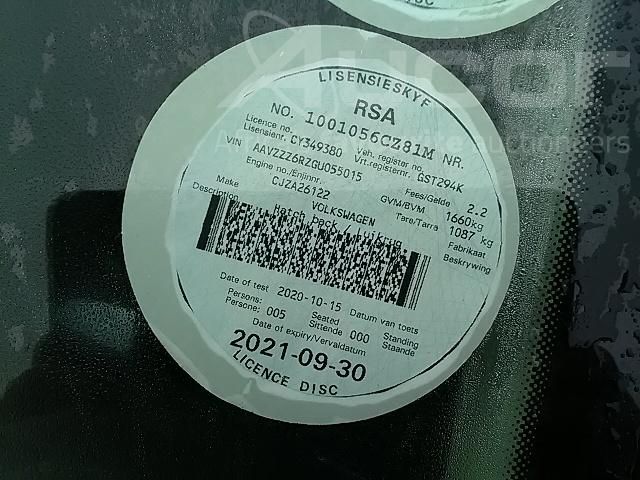 DISC
AUCOR
LISENSIESKYF
RSA
NO. 1001056CZ81M NR.
Licence no. Veh. register no.
Lisensienr. CY349380 Vrt.registernr. GST294K
VIN AAVZZZ6RZGU055015 Fees/Gelde 2.2
Engine no./Enjinnr. GVM/BVM 1660kg
CJZA26122 Tare/Tarra 1087 kg
Make VOLKSWAGEN Fabrikaat
Description Hatch back / Luikrug Beskrywing
Date of test 2020-10-15 Datum van toets
Persons: Seated Standing
Persone: 005 Sittende 000 Staande
Date of expiry/Vervaldatum
2021-09-30
LICENCE DISC